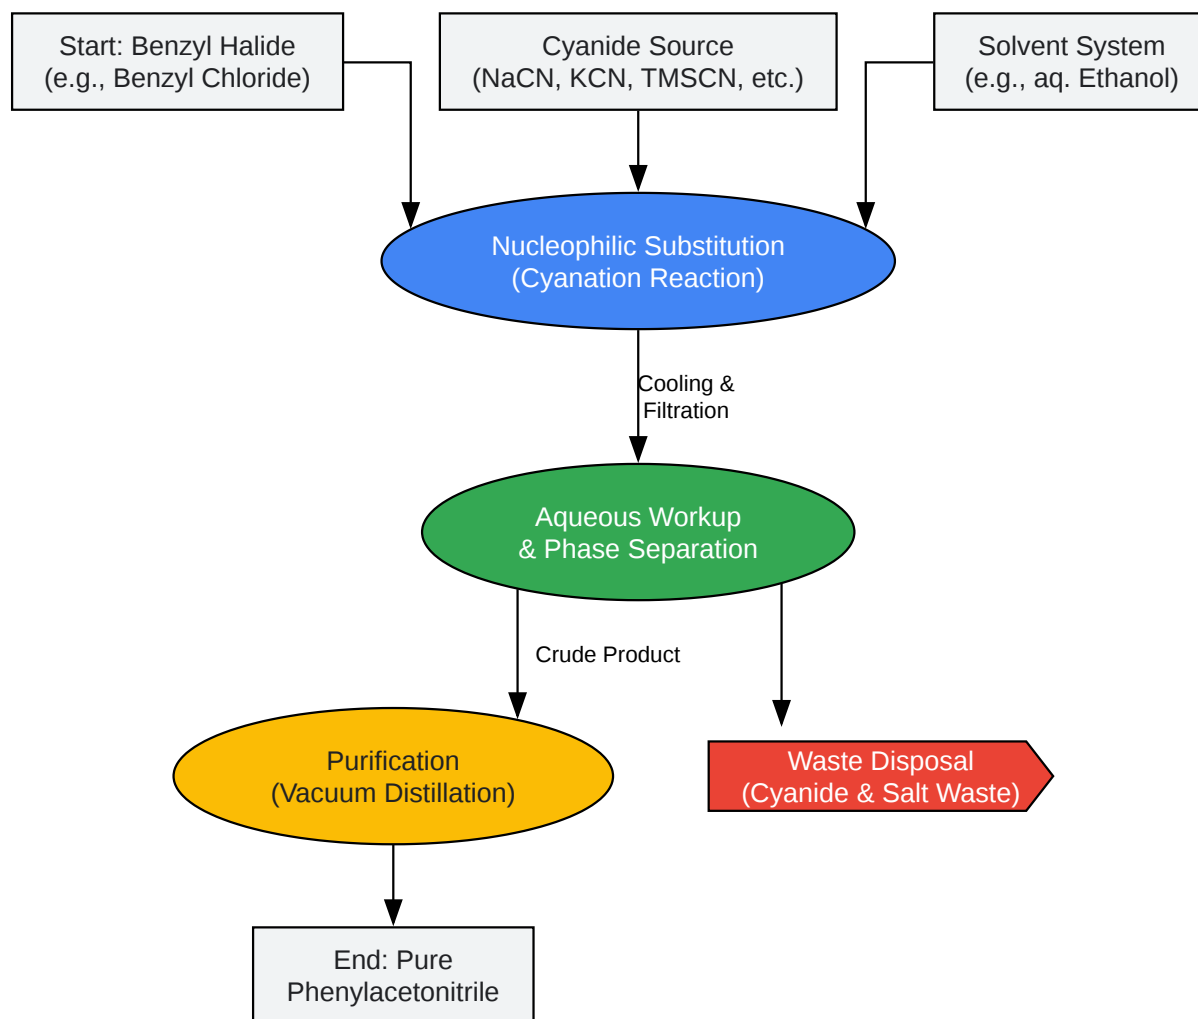 Start: Benzyl Halide
(e.g., Benzyl Chloride)
Cyanide Source
(NaCN, KCN, TMSCN, etc.)
Solvent System
(e.g., aq. Ethanol)
Nucleophilic Substitution
(Cyanation Reaction)
Cooling &
Filtration
Aqueous Workup
& Phase Separation
Crude Product
Purification
(Vacuum Distillation)
Waste Disposal
(Cyanide & Salt Waste)
End: Pure
Phenylacetonitrile